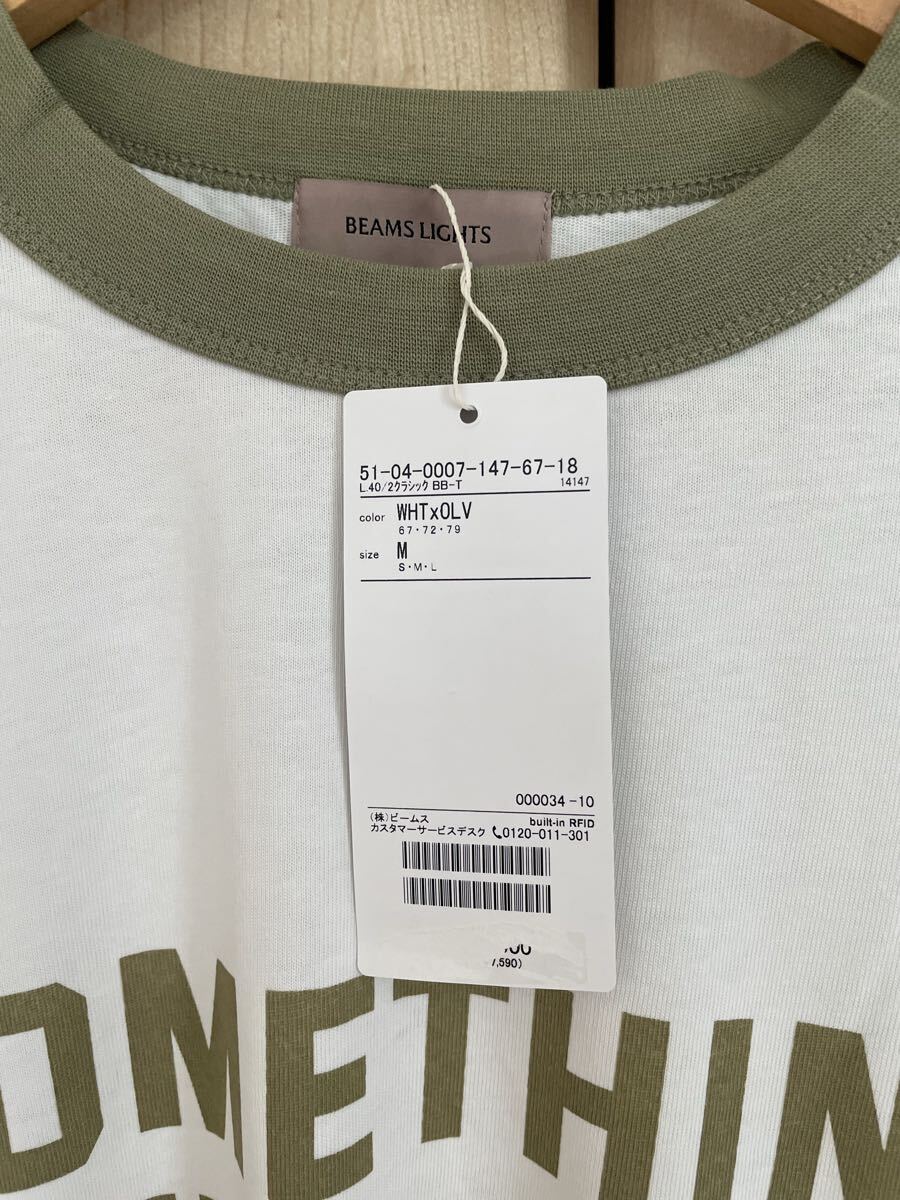 BEAMS LIGHTS
51-04-0007-147-67-18
L.40/2クラシック BB-T 14147
color WHTxOLV
67・72・79
size M
S・M・L
000034-10
(株)ビームス built-in RFID
カスタマーサービスデスク 0120-011-301
,590)
OMETHIN